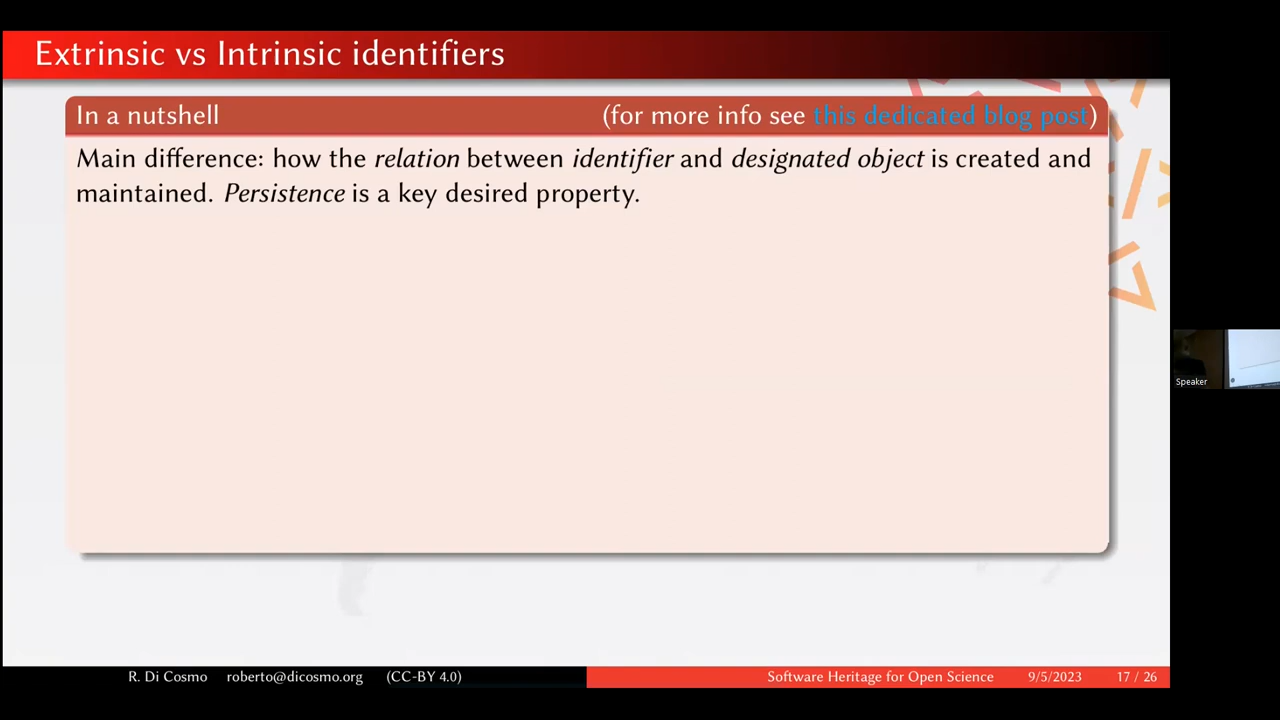 Extrinsic vs Intrinsic identifiers
In a nutshell (for more info see this dedicated blog post)
Main difference: how the relation between identifier and designated object is created and
maintained. Persistence is a key desired property.
Speaker
R. Di Cosmo roberto@dicosmo.org (CC-BY 4.0) Software Heritage for Open Science 9/5/2023 17 / 26